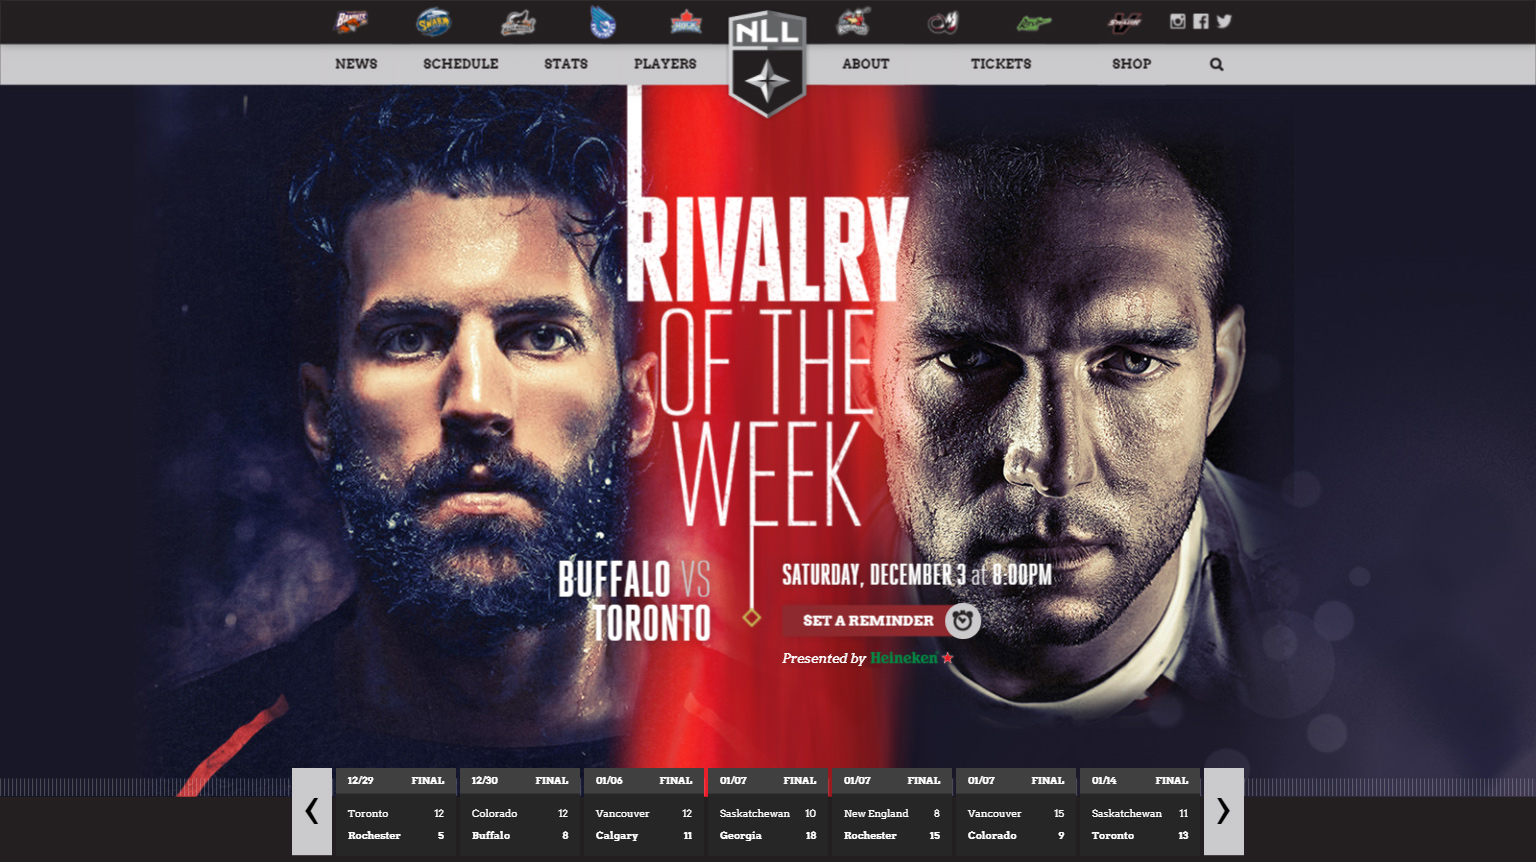 BANDITS
SWARM
ROCK
NLL
NEWS
SCHEDULE
STATS
PLAYERS
ABOUT
TICKETS
SHOP
RIVALRY
OF THE
WEEK
BUFFALO VS
TORONTO
SATURDAY, DECEMBER 3 at 8:00PM
SET A REMINDER
Presented by Heineken
12/29 FINAL
Toronto 12
Rochester 5
12/30 FINAL
Colorado 12
Buffalo 8
01/06 FINAL
Vancouver 12
Calgary 11
01/07 FINAL
Saskatchewan 10
Georgia 18
01/07 FINAL
New England 8
Rochester 15
01/07 FINAL
Vancouver 15
Colorado 9
01/14 FINAL
Saskatchewan 11
Toronto 13